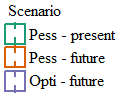 Scenario
Pess - present
Pess - future
Opti - future